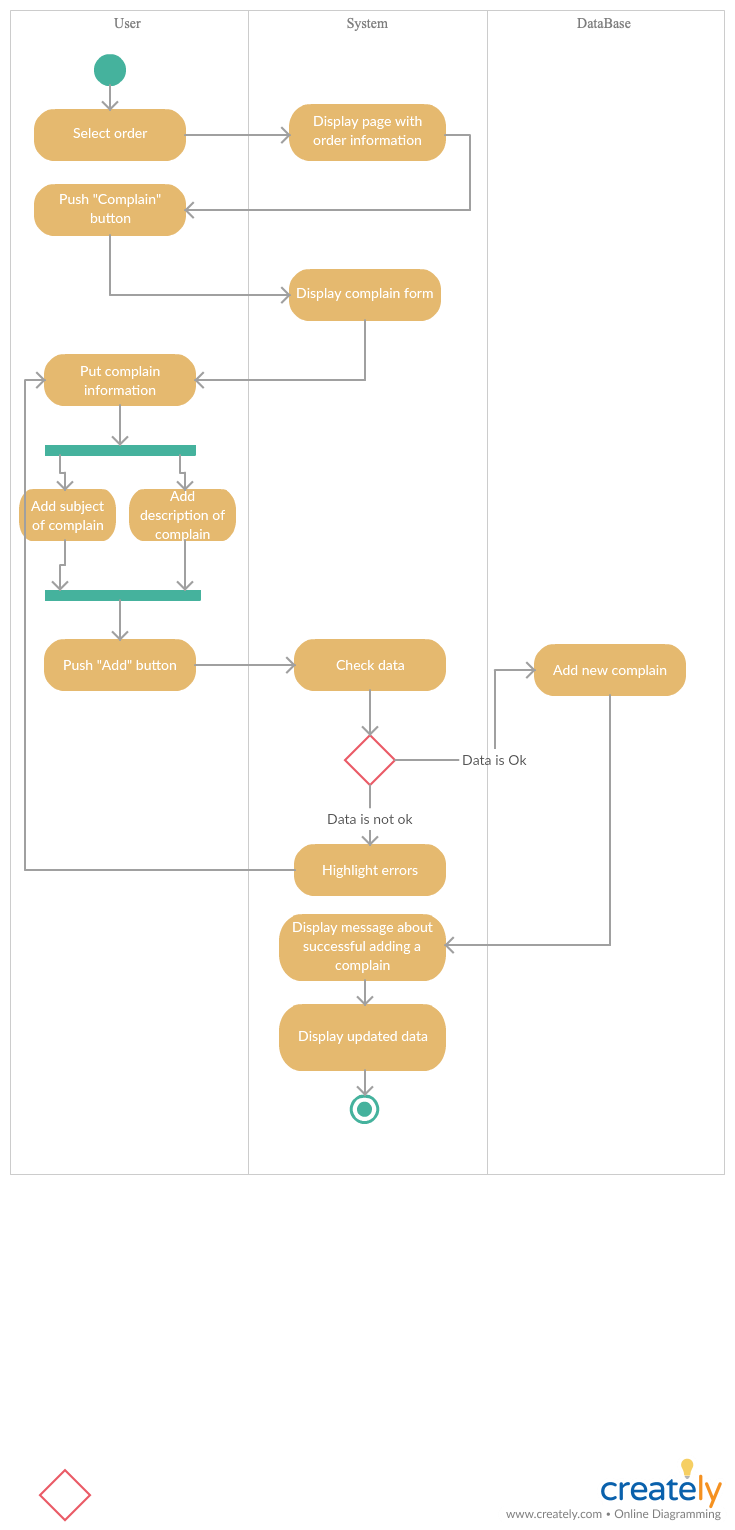 User
System
DataBase
Select order
Display page with
order information
Push "Complain"
button
Display complain form
Put complain
information
Add subject
of complain
Add
description of
complain
Push "Add" button
Check data
Add new complain
Data is Ok
Data is not ok
Highlight errors
Display message about
successful adding a
complain
Display updated data
creately
www.creately.com • Online Diagramming